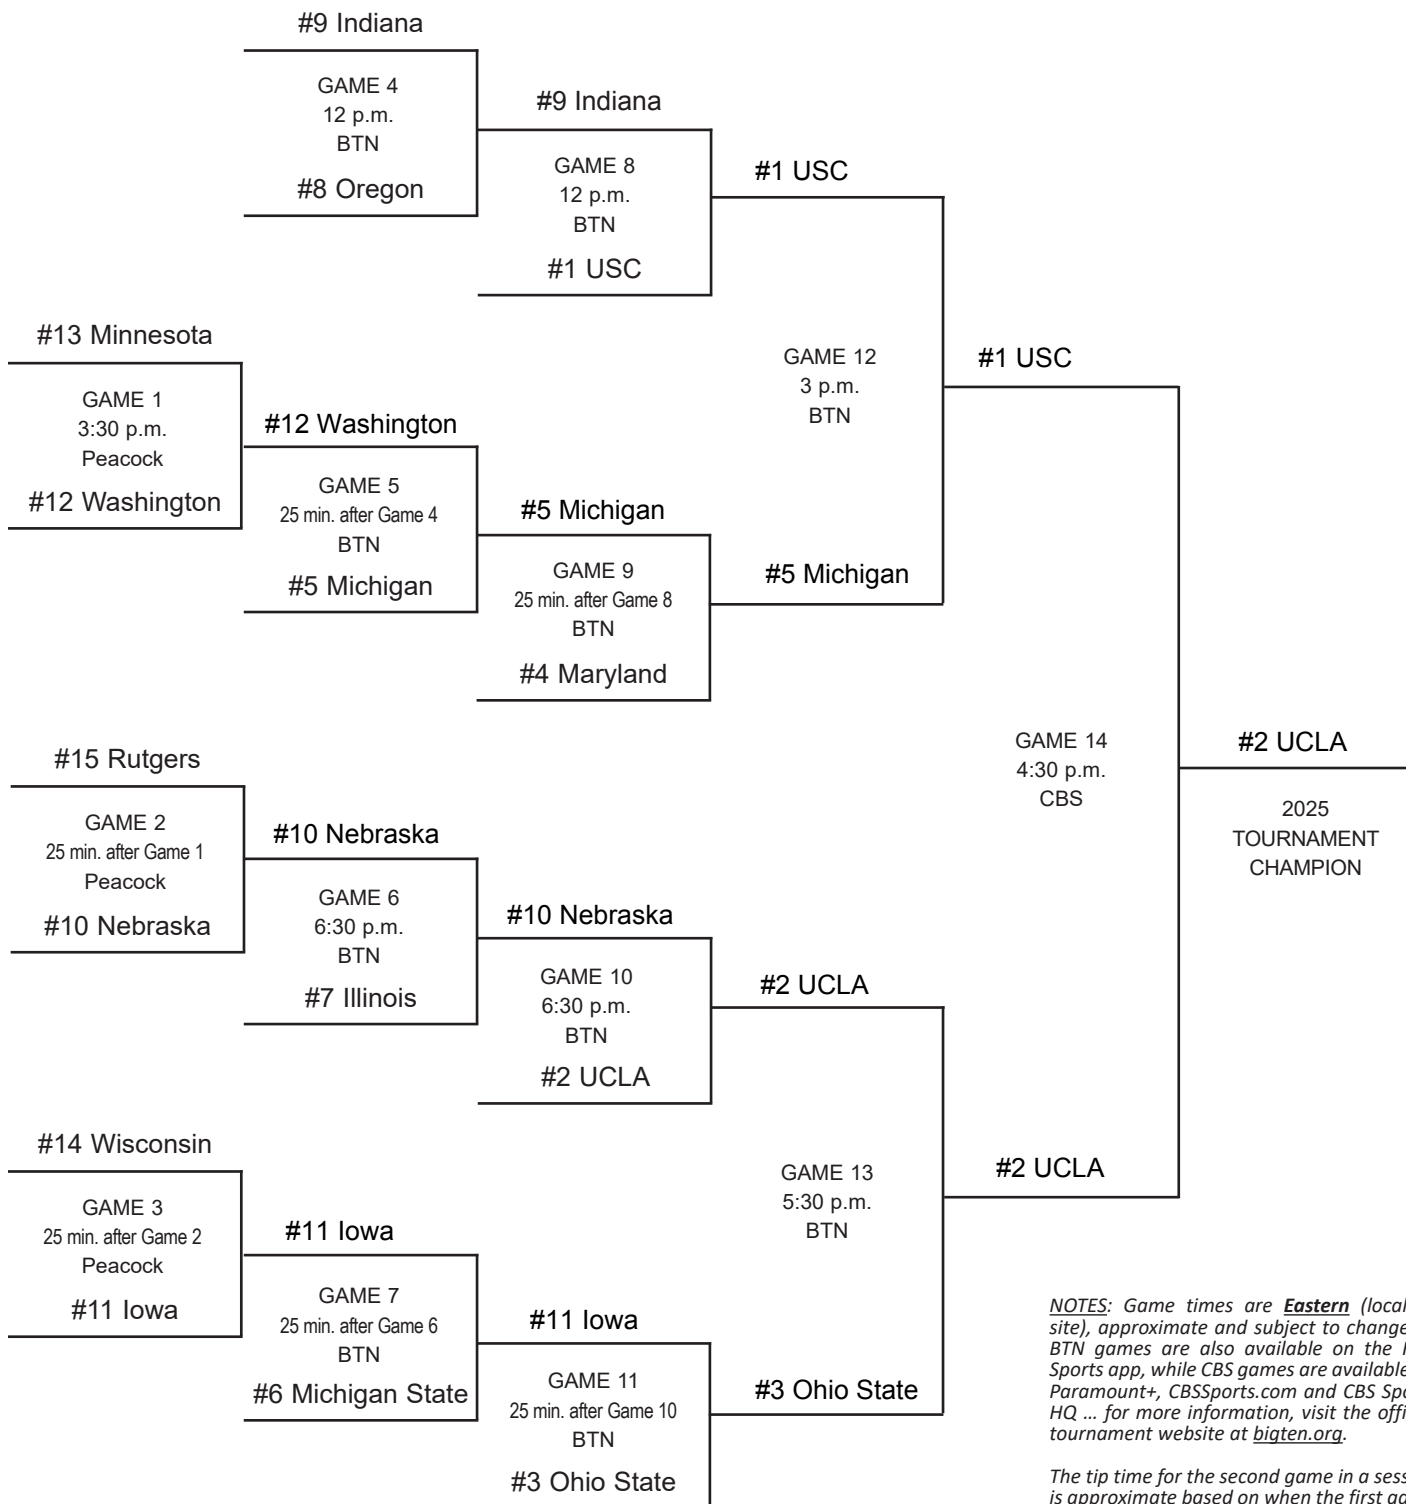 #9 Indiana
GAME 4
12 p.m.
BTN
#8 Oregon
#9 Indiana
GAME 8
12 p.m.
BTN
#1 USC
#1 USC
#13 Minnesota
GAME 1
3:30 p.m.
Peacock
#12 Washington
#12 Washington
GAME 5
25 min. after Game 4
BTN
#5 Michigan
#5 Michigan
GAME 9
25 min. after Game 8
BTN
#4 Maryland
#5 Michigan
GAME 12
3 p.m.
BTN
#1 USC
#15 Rutgers
GAME 2
25 min. after Game 1
Peacock
#10 Nebraska
#10 Nebraska
GAME 6
6:30 p.m.
BTN
#7 Illinois
#10 Nebraska
GAME 10
6:30 p.m.
BTN
#2 UCLA
#2 UCLA
#14 Wisconsin
GAME 3
25 min. after Game 2
Peacock
#11 Iowa
#11 Iowa
GAME 7
25 min. after Game 6
BTN
#6 Michigan State
#11 Iowa
GAME 11
25 min. after Game 10
BTN
#3 Ohio State
#3 Ohio State
GAME 13
5:30 p.m.
BTN
#2 UCLA
GAME 14
4:30 p.m.
CBS
#2 UCLA
2025
TOURNAMENT
CHAMPION
NOTES: Game times are Eastern (local
site), approximate and subject to change
BTN games are also available on the
Sports app, while CBS games are available
Paramount+, CBSSports.com and CBS
HQ ... for more information, visit the
tournament website at bigten.org.
The tip time for the second game in a
is approximate based on when the first